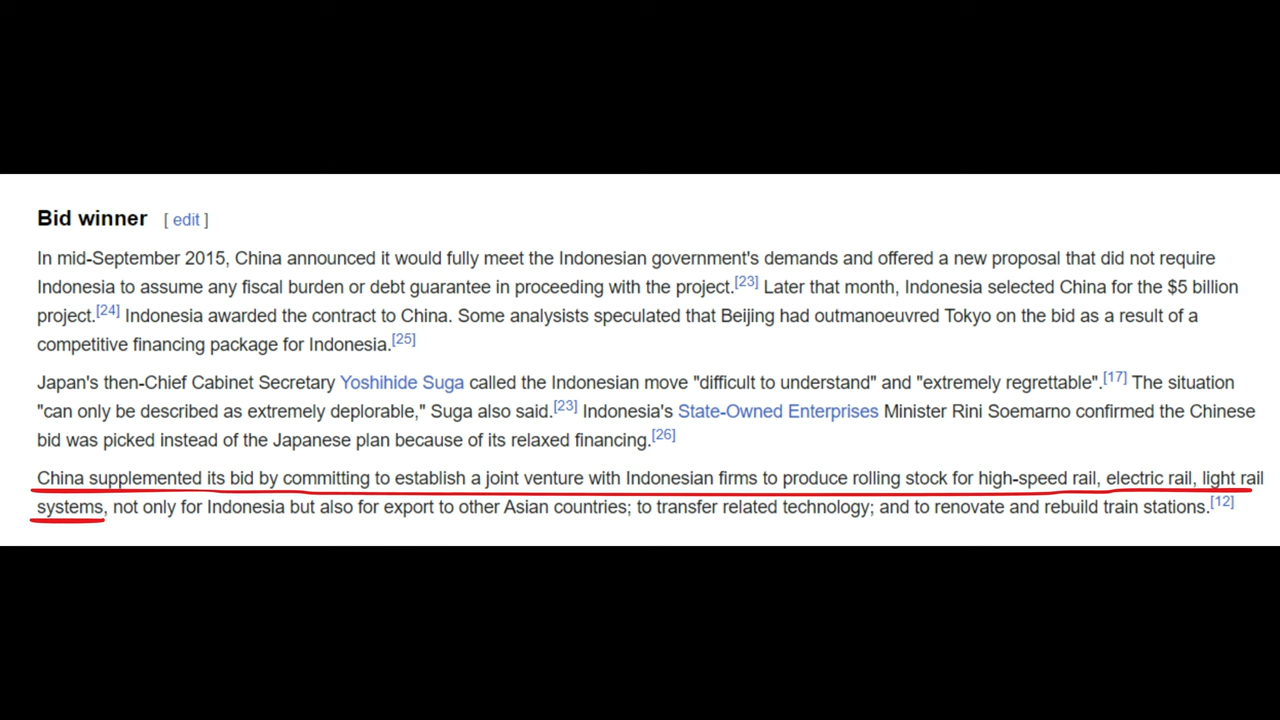 Bid winner [ edit ]
In mid-September 2015, China announced it would fully meet the Indonesian government's demands and offered a new proposal that did not require
Indonesia to assume any fiscal burden or debt guarantee in proceeding with the project.[23] Later that month, Indonesia selected China for the $5 billion
project.[24] Indonesia awarded the contract to China. Some analysts speculated that Beijing had outmanoeuvred Tokyo on the bid as a result of a
competitive financing package for Indonesia.[25]
Japan's then-Chief Cabinet Secretary Yoshihide Suga called the Indonesian move "difficult to understand" and "extremely regrettable".[17] The situation
"can only be described as extremely deplorable," Suga also said.[23] Indonesia's State-Owned Enterprises Minister Rini Soemarno confirmed the Chinese
bid was picked instead of the Japanese plan because of its relaxed financing.[26]
China supplemented its bid by committing to establish a joint venture with Indonesian firms to produce rolling stock for high-speed rail, electric rail, light rail
systems, not only for Indonesia but also for export to other Asian countries; to transfer related technology; and to renovate and rebuild train stations.[12]